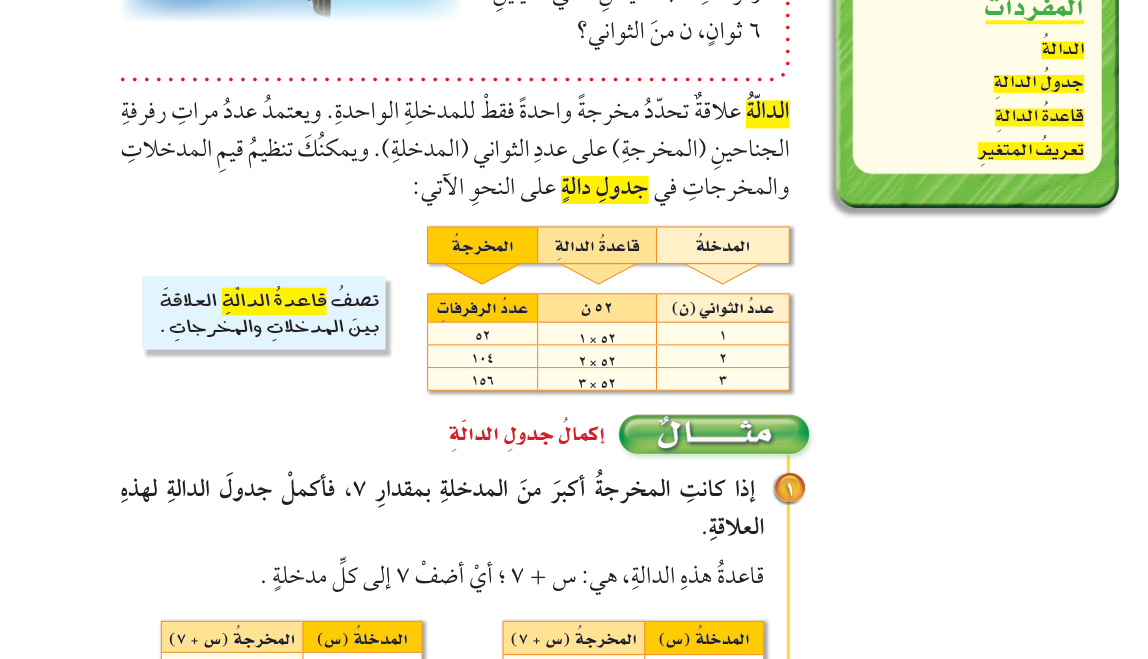 المفردات
الدالةُ
جدولُ الدالةِ
قاعدةُ الدالةِ
تعريفُ المتغيرِ
٦ ثوانٍ، ن منَ الثواني؟
الدالّةُ علاقةٌ تحدّدُ مخرجةً واحدةً فقطْ للمدخلةِ الواحدةِ. ويعتمدُ عددُ مراتِ رفرفةِ
الجناحينِ (المخرجةِ) على عددِ الثواني (المدخلةِ). ويمكنُكَ تنظيمُ قيمِ المدخلاتِ
والمخرجاتِ في جدولِ دالةٍ على النحوِ الآتي:
المدخلةُ قاعدةُ الدالةِ المخرجةُ
عددُ الثواني (ن) ٥٢ ن عددُ الرفرفاتِ
١ ٥٢ × ١ ٥٢
٢ ٥٢ × ٢ ١٠٤
٣ ٥٢ × ٣ ١٥٦
تصفُ قاعدةُ الدالّةِ العلاقةَ
بينَ المدخلاتِ والمخرجاتِ .
مثـــالٌ إكمالُ جدولِ الدالّةِ
١ إذا كانتِ المخرجةُ أكبرَ منَ المدخلةِ بمقدارِ ٧، فأكملْ جدولَ الدالةِ لهذهِ
العلاقةِ.
قاعدةُ هذهِ الدالةِ، هي: س + ٧ ؛ أيْ أضفْ ٧ إلى كلِّ مدخلةٍ .
المدخلةُ (س) المخرجةُ (س + ٧)
المدخلةُ (س) المخرجةُ (س + ٧)